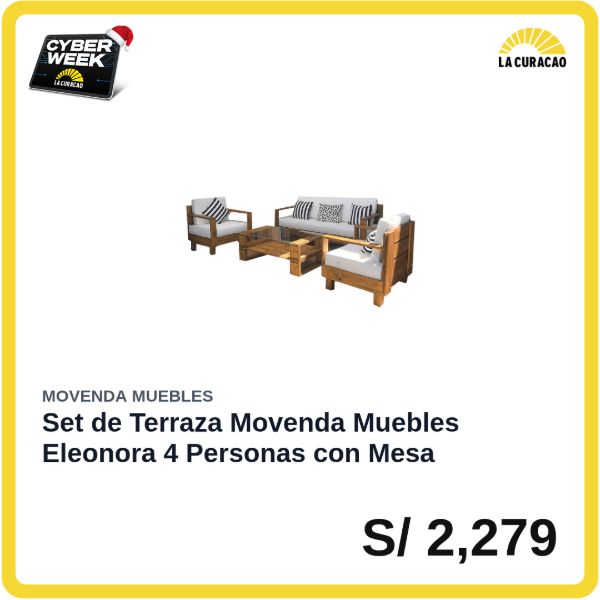 CYBER
WEEK
LA CURACAO
LA CURACAO
MOVENDA MUEBLES
Set de Terraza Movenda Muebles
Eleonora 4 Personas con Mesa
S/ 2,279